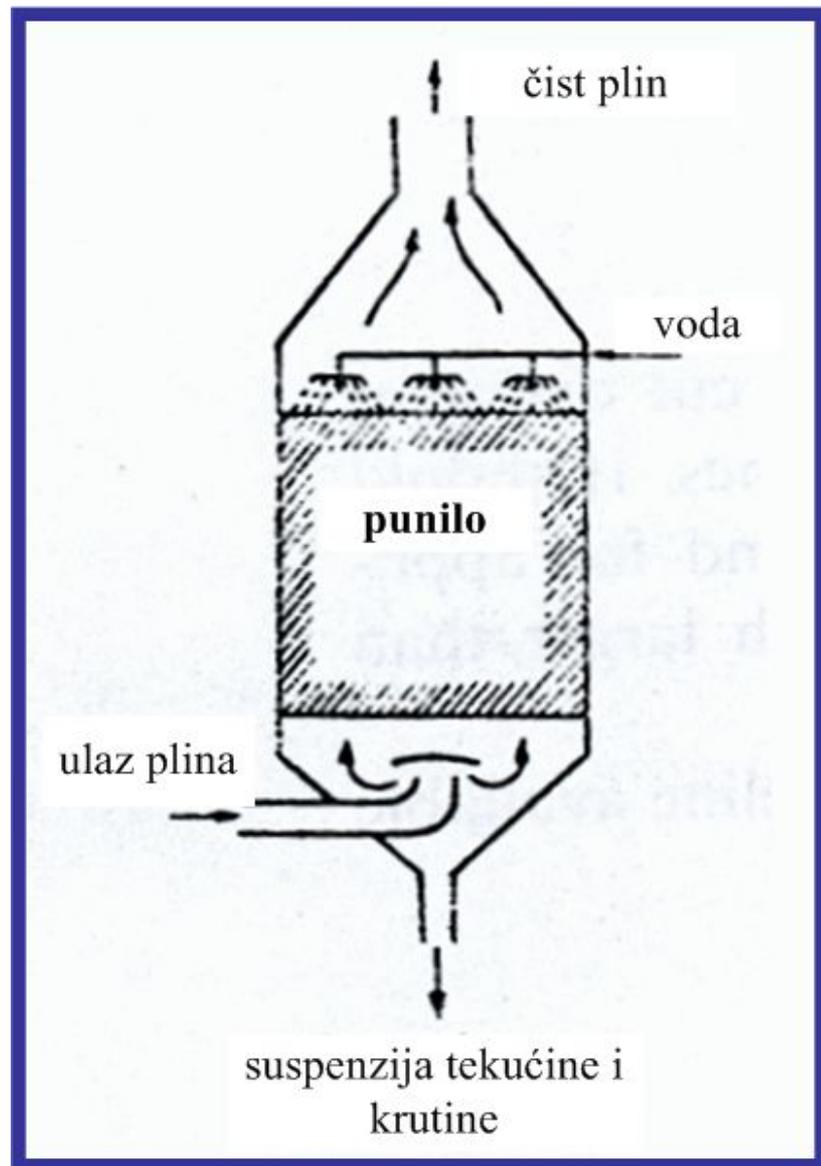 čist plin
voda
punilo
ulaz plina
suspenzija tekućine i
krutine